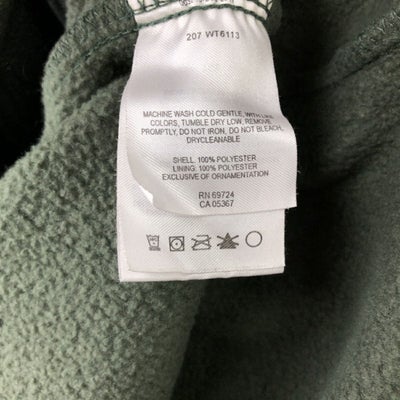 207 WT6113
MACHINE WASH COLD GENTLE, WITH LIKE
COLORS, TUMBLE DRY LOW, REMOVE
PROMPTLY, DO NOT IRON, DO NOT BLEACH,
DRYCLEANABLE
SHELL: 100% POLYESTER
LINING: 100% POLYESTER
EXCLUSIVE OF ORNAMENTATION
RN 69724
CA 05367